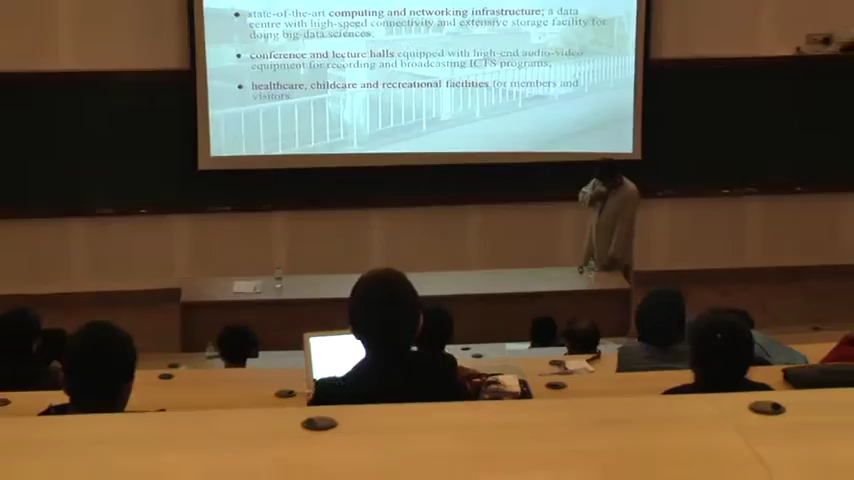 • state-of-the-art computing and networking infrastructure; a data
centre with high-speed connectivity and extensive storage facility for
doing big-data sciences.
• conference and lecture halls equipped with high-end audio-video
equipment for recording and broadcasting ICTS programs,
• healthcare, childcare and recreational facilities for members and
visitors.